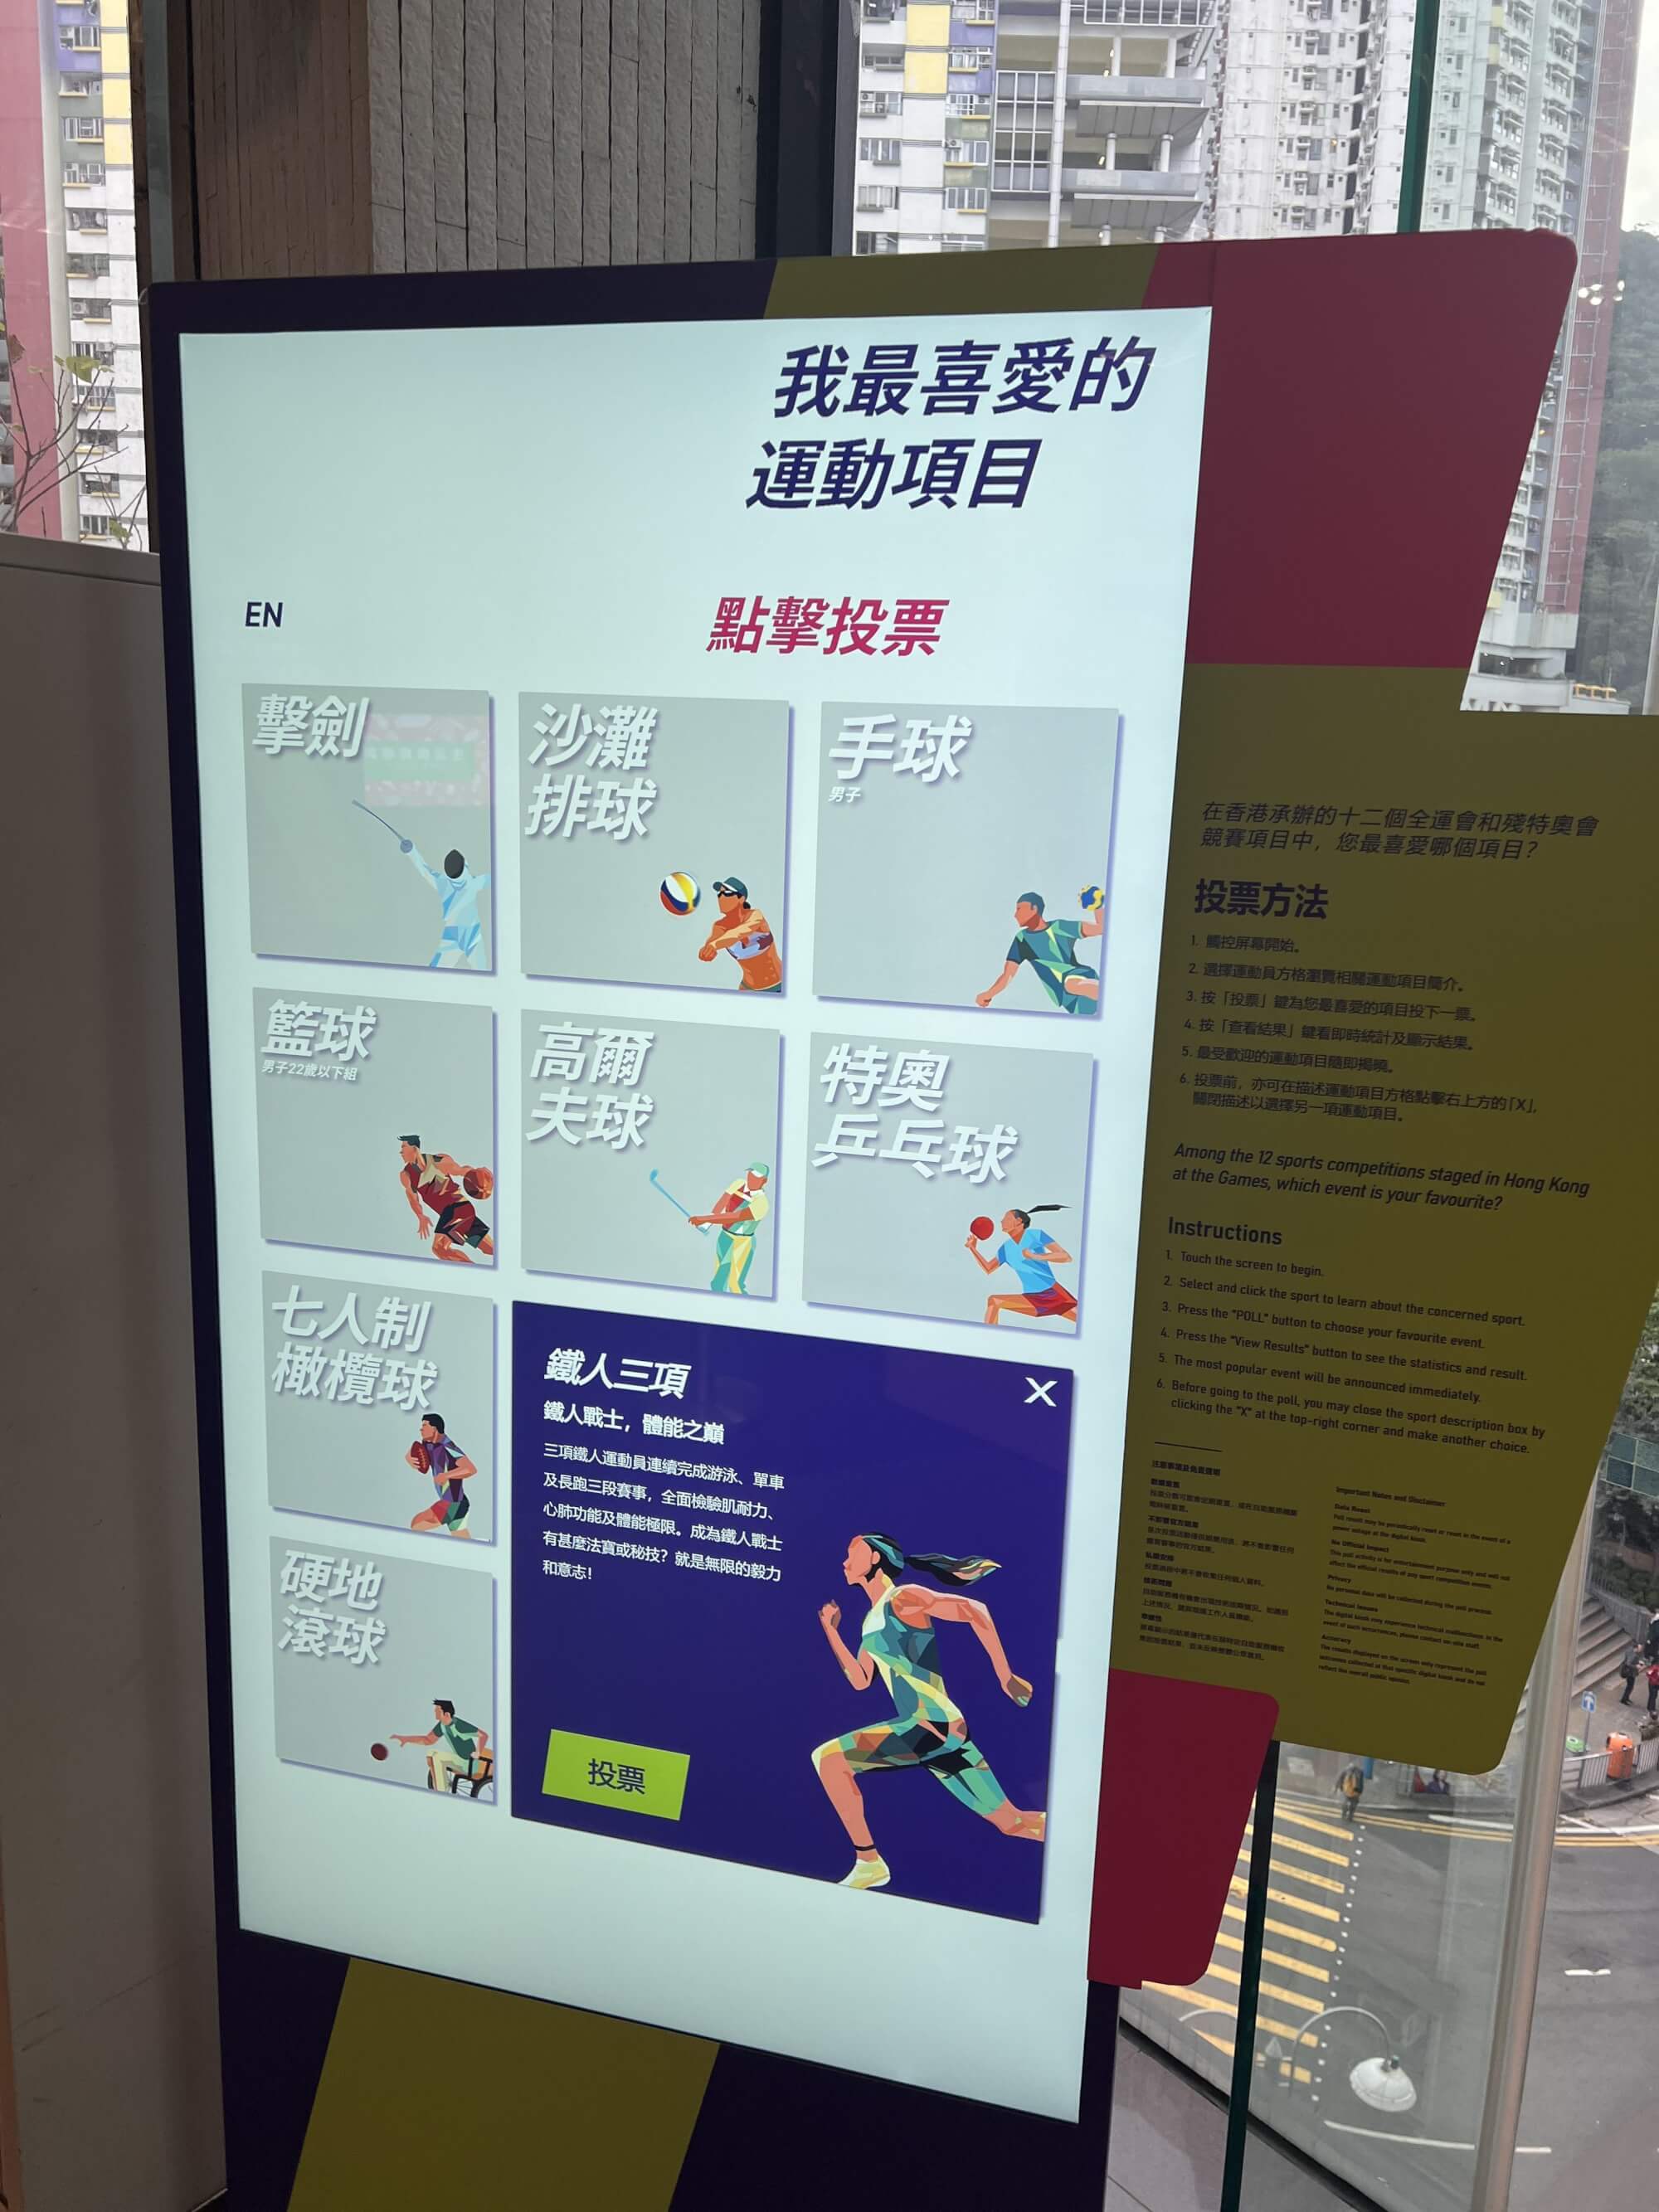 我最喜愛的
運動項目
EN
點擊投票
擊劍
沙灘
排球
手球
男子
籃球
男子22歲以下組
高爾
夫球
特奧
乒乓球
七人制
橄欖球
鐵人三項
X
鐵人戰士，體能之巔
三項鐵人運動員連續完成游泳、單車
及長跑三段賽事，全面檢驗肌耐力、
心肺功能及體能極限。成為鐵人戰士
有甚麼法寶或秘技？就是無限的毅力
和意志！
投票
硬地
滾球
在香港承辦的十二個全運會和殘特奧會
競賽項目中，您最喜愛哪個項目？
投票方法
1. 觸控屏幕開始。
2. 選擇運動員方格瀏覽相關運動項目簡介。
3. 按「投票」鍵為您最喜愛的項目投下一票。
4. 按「查看結果」鍵看即時統計及顯示結果。
5. 最受歡迎的運動項目隨即揭曉。
6. 投票前，亦可在描述運動項目方格點擊右上方的「X」，
關閉描述以選擇另一項運動項目。
Among the 12 sports competitions staged in Hong Kong
at the Games, which event is your favourite?
Instructions
1. Touch the screen to begin.
2. Select and click the sport to learn about the concerned sport.
3. Press the "POLL" button to choose your favourite event.
4. Press the "View Results" button to see the statistics and result.
5. The most popular event will be announced immediately.
6. Before going to the poll, you may close the sport description box by
clicking the "X" at the top-right corner and make another choice.
注意事項及免責聲明
Important Notes and Disclaimer
Data Reset
Poll result may be periodically reset or reset in the event of a
power outage at the digital kiosk.
No Official Impact
This poll activity is for entertainment purpose only and will not
affect the official results of any sport competition events.
Privacy
No personal data will be collected during the poll process.
Technical Issues
The digital kiosk may experience technical malfunctions. In the
event of such occurrences, please contact on-site staff.
Accuracy
The results displayed on the screen only represent the poll
outcomes collected at that specific digital kiosk and do not
reflect the overall public opinion.